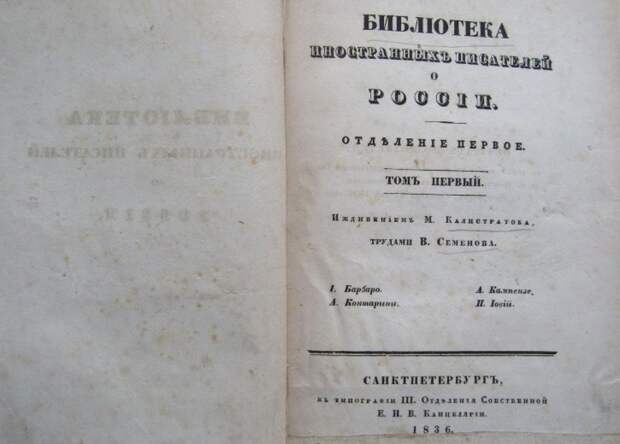 БИБЛІОТЕКА
ИНОСТРАННЫХЪ ПИСАТЕЛЕЙ
О
РОССІИ.
ОТДѢЛЕНІЕ ПЕРВОЕ.
ТОМЪ ПЕРВЫЙ.
Иждивеніемъ М. Калистратова,
трудами В. Семенова.
І. Барбаро.
А. Кампензе.
А. Контарини.
П. Іовій.
САНКТПЕТЕРБУРГЪ,
въ типографіи III. Отдѣленія Собственной
Е. И. В. Канцеляріи.
1836.